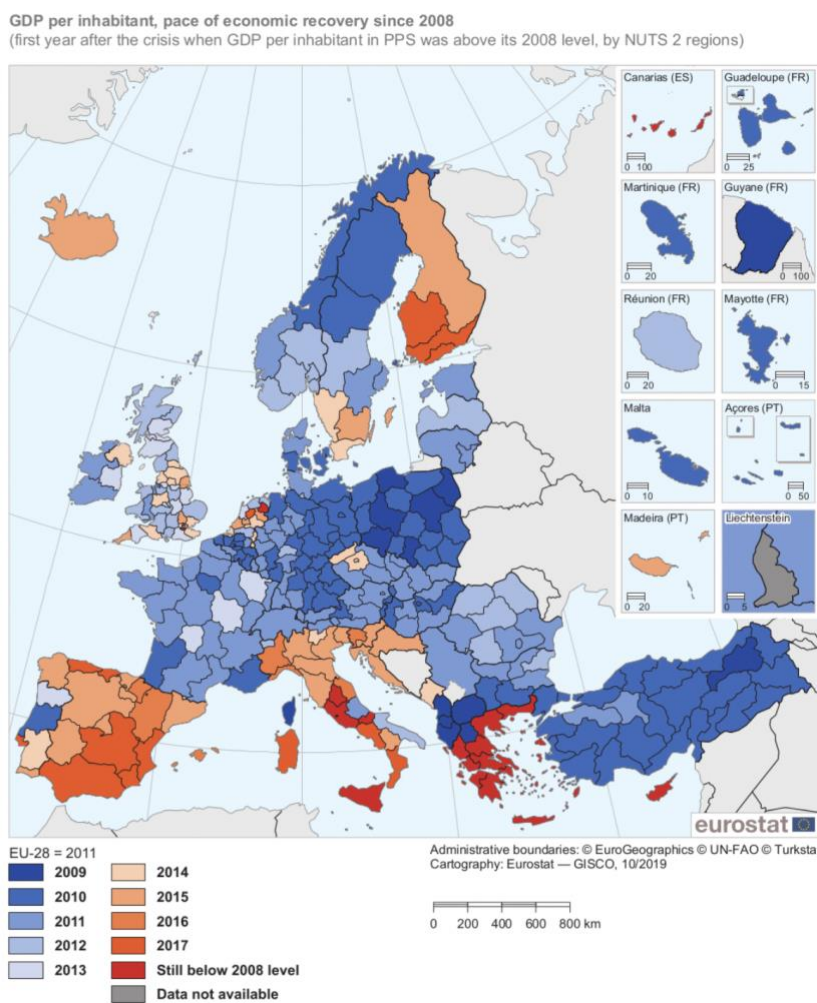 GDP per inhabitant, pace of economic recovery since 2008
(first year after the crisis when GDP per inhabitant in PPS was above its 2008 level, by NUTS 2 regions)
Canarias (ES)
0 100
Guadeloupe (FR)
0 25
Martinique (FR)
0 20
Guyane (FR)
0 100
Réunion (FR)
0 20
Mayotte (FR)
0 15
Malta
0 10
Açores (PT)
0 50
Madeira (PT)
0 20
Liechtenstein
0 5
eurostat
EU-28 = 2011
2009
2010
2011
2012
2013
2014
2015
2016
2017
Still below 2008 level
Data not available
Administrative boundaries: © EuroGeographics © UN-FAO © Turksta
Cartography: Eurostat — GISCO, 10/2019
0 200 400 600 800 km